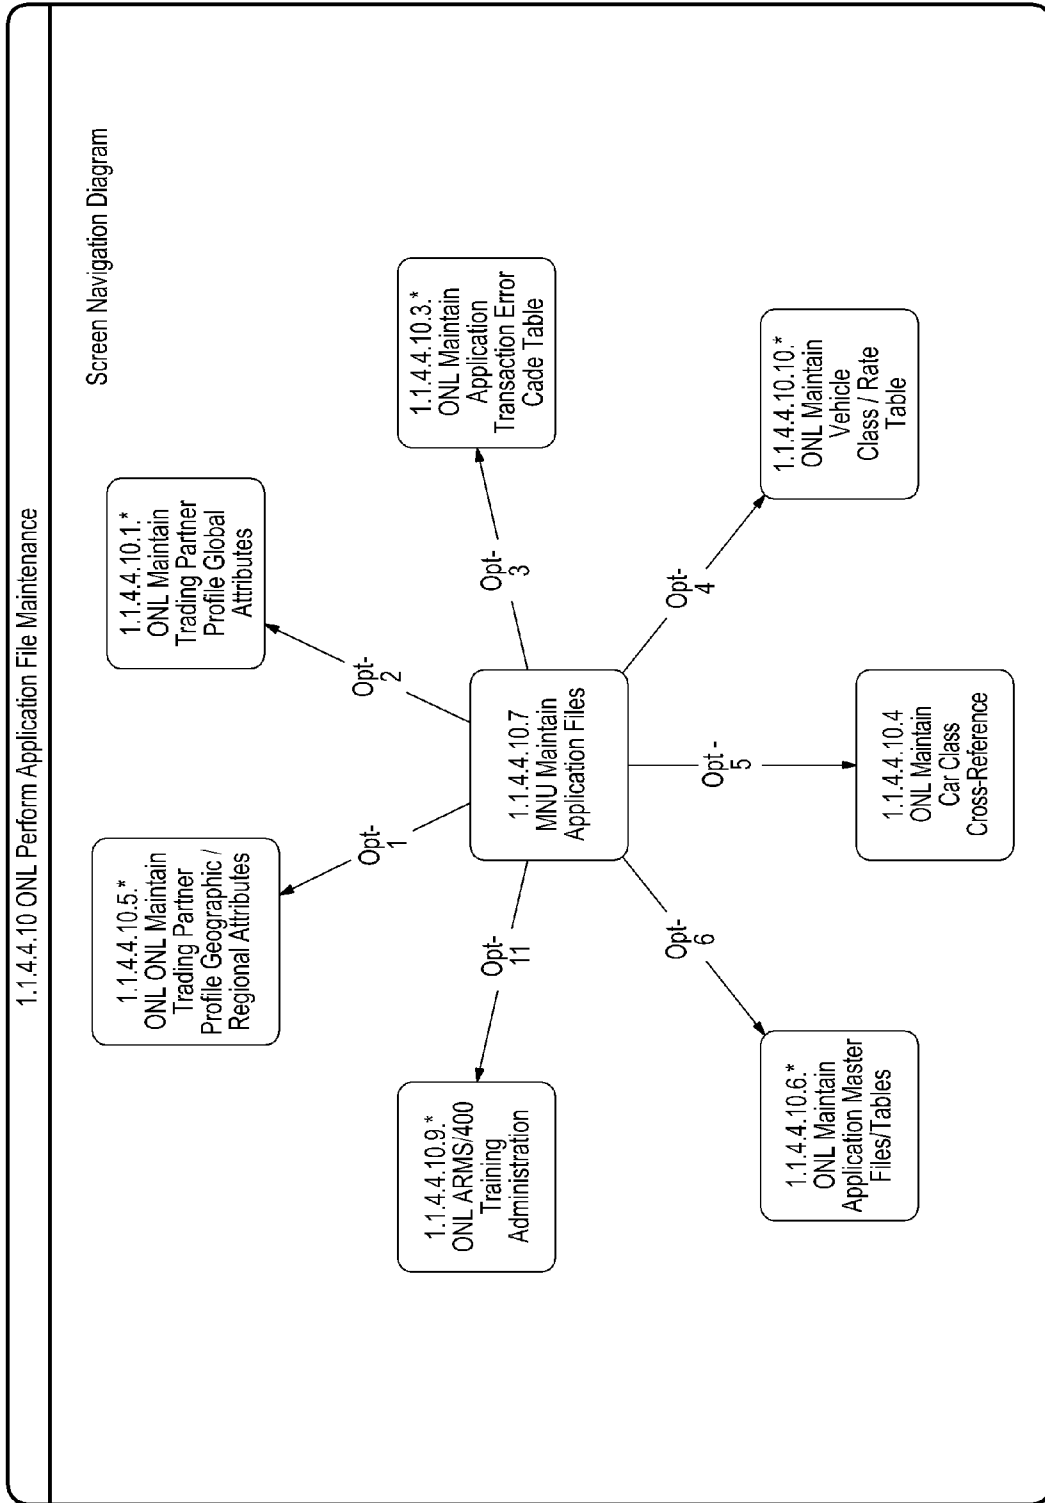 1.1.4.4.10 ONL Perform Application File Maintenance
Screen Navigation Diagram
1.1.4.4.10.5.*
ONL ONL Maintain
Trading Partner
Profile Geographic /
Regional Attributes
1.1.4.4.10.1.*
ONL Maintain
Trading Partner
Profile Global
Attributes
Opt-
1
Opt-
2
1.1.4.4.10.9.*
ONL ARMS/400
Training
Administration
Opt-
11
1.1.4.4.10.7
MNU Maintain
Application Files
Opt-
3
1.1.4.4.10.3.*
ONL Maintain
Application
Transaction Error
Cade Table
Opt-
6
Opt -
5
Opt-
4
1.1.4.4.10.6.*
ONL Maintain
Application Master
Files/Tables
1.1.4.4.10.4
ONL Maintain
Car Class
Cross-Reference
1.1.4.4.10.10.*
ONL Maintain
Vehicle
Class / Rate
Table